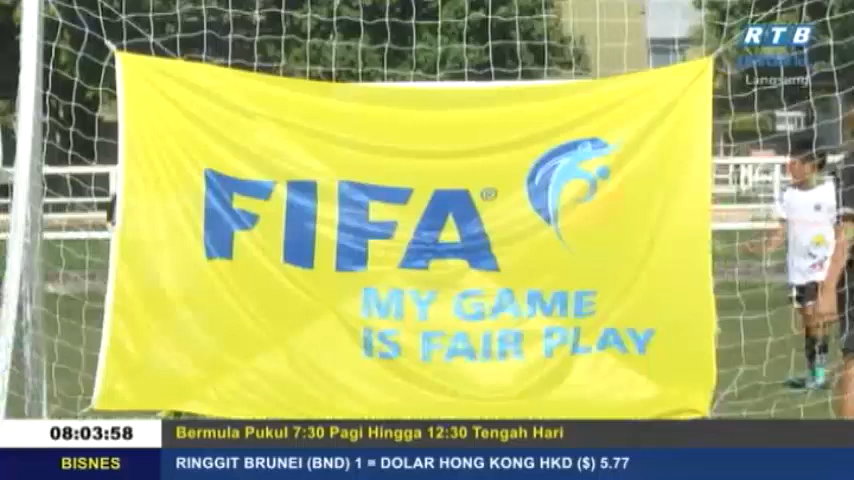 RTB
Langsung
FIFA®
MY GAME
IS FAIR PLAY
08:03:58
Bermula Pukul 7:30 Pagi Hingga 12:30 Tengah Hari
BISNES
RINGGIT BRUNEI (BND) 1 = DOLAR HONG KONG HKD ($) 5.77